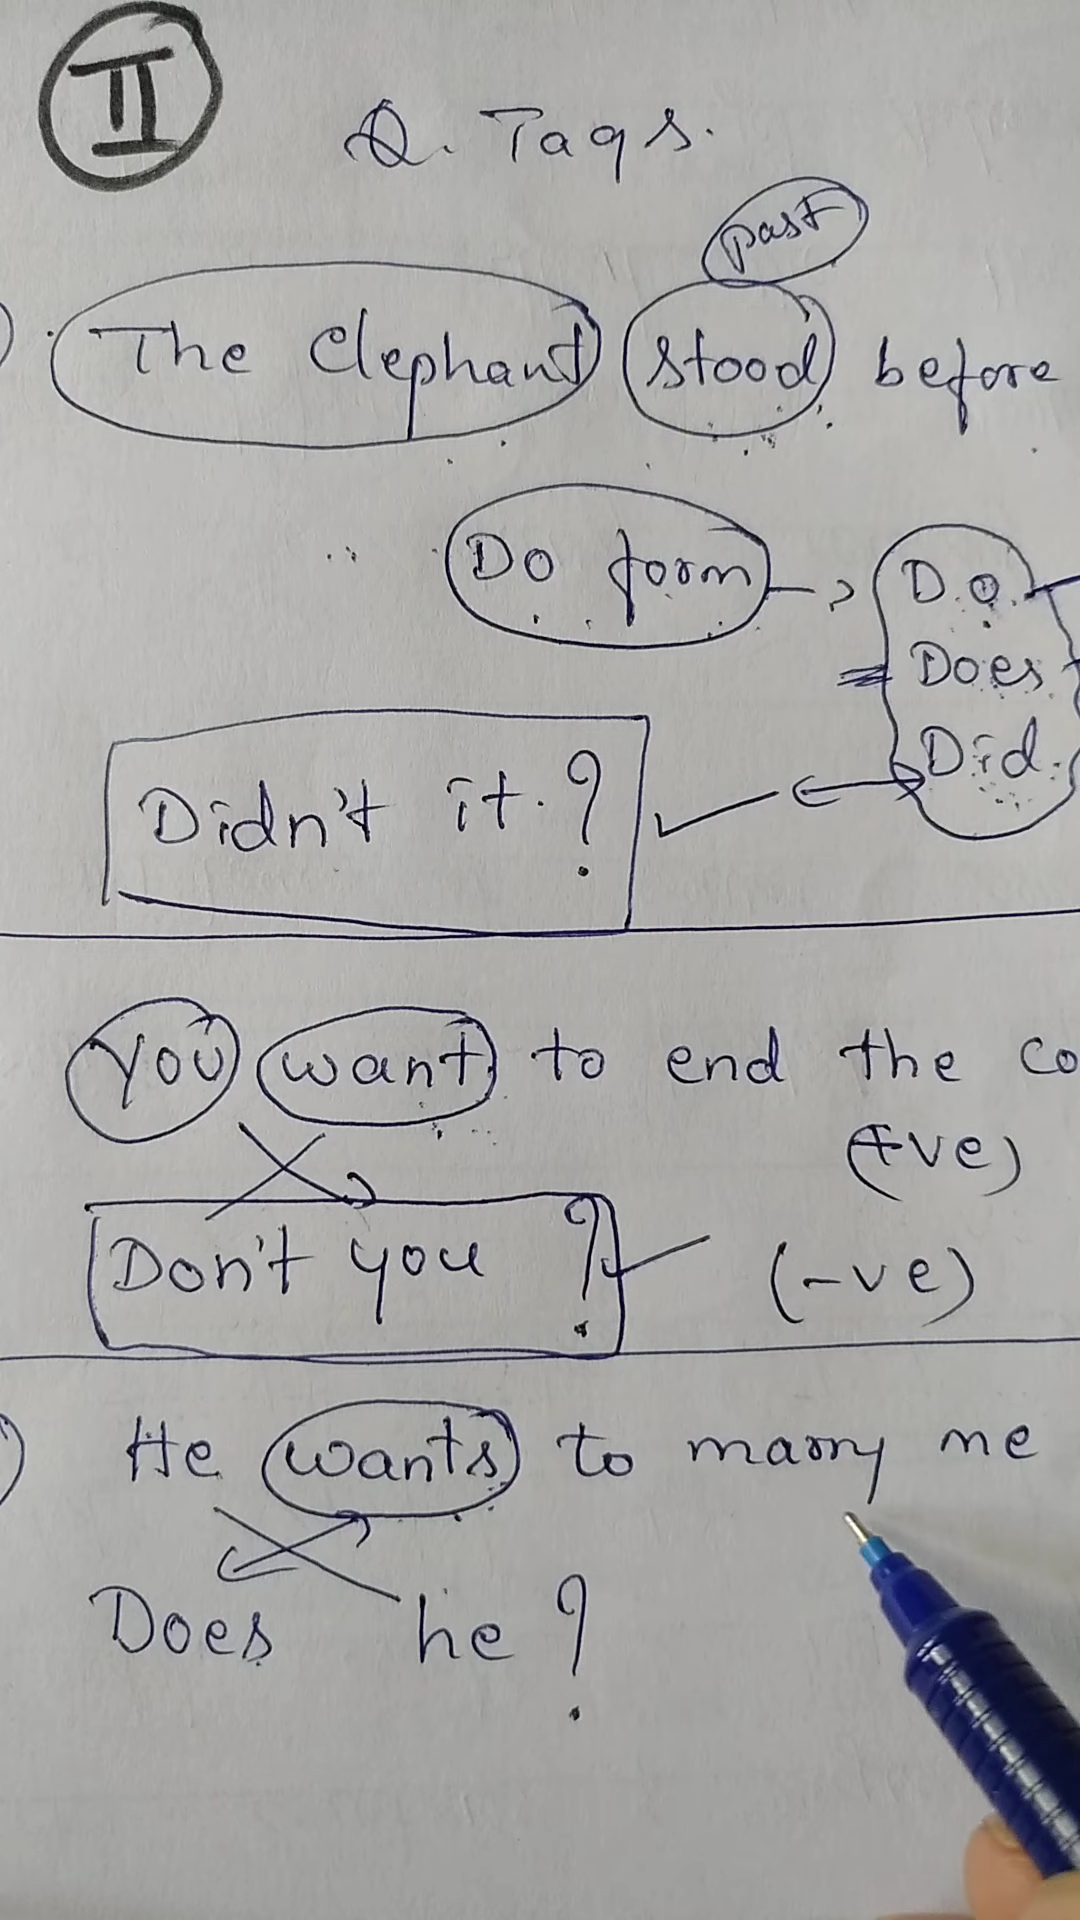 II
Q. Tags.
past
The Elephant stood before
Do form
Do
Does
Did.
Didn't it.?
You want to end the co
(+ve)
Don't you ?
(-ve)
He wants to marry me
Does he ?